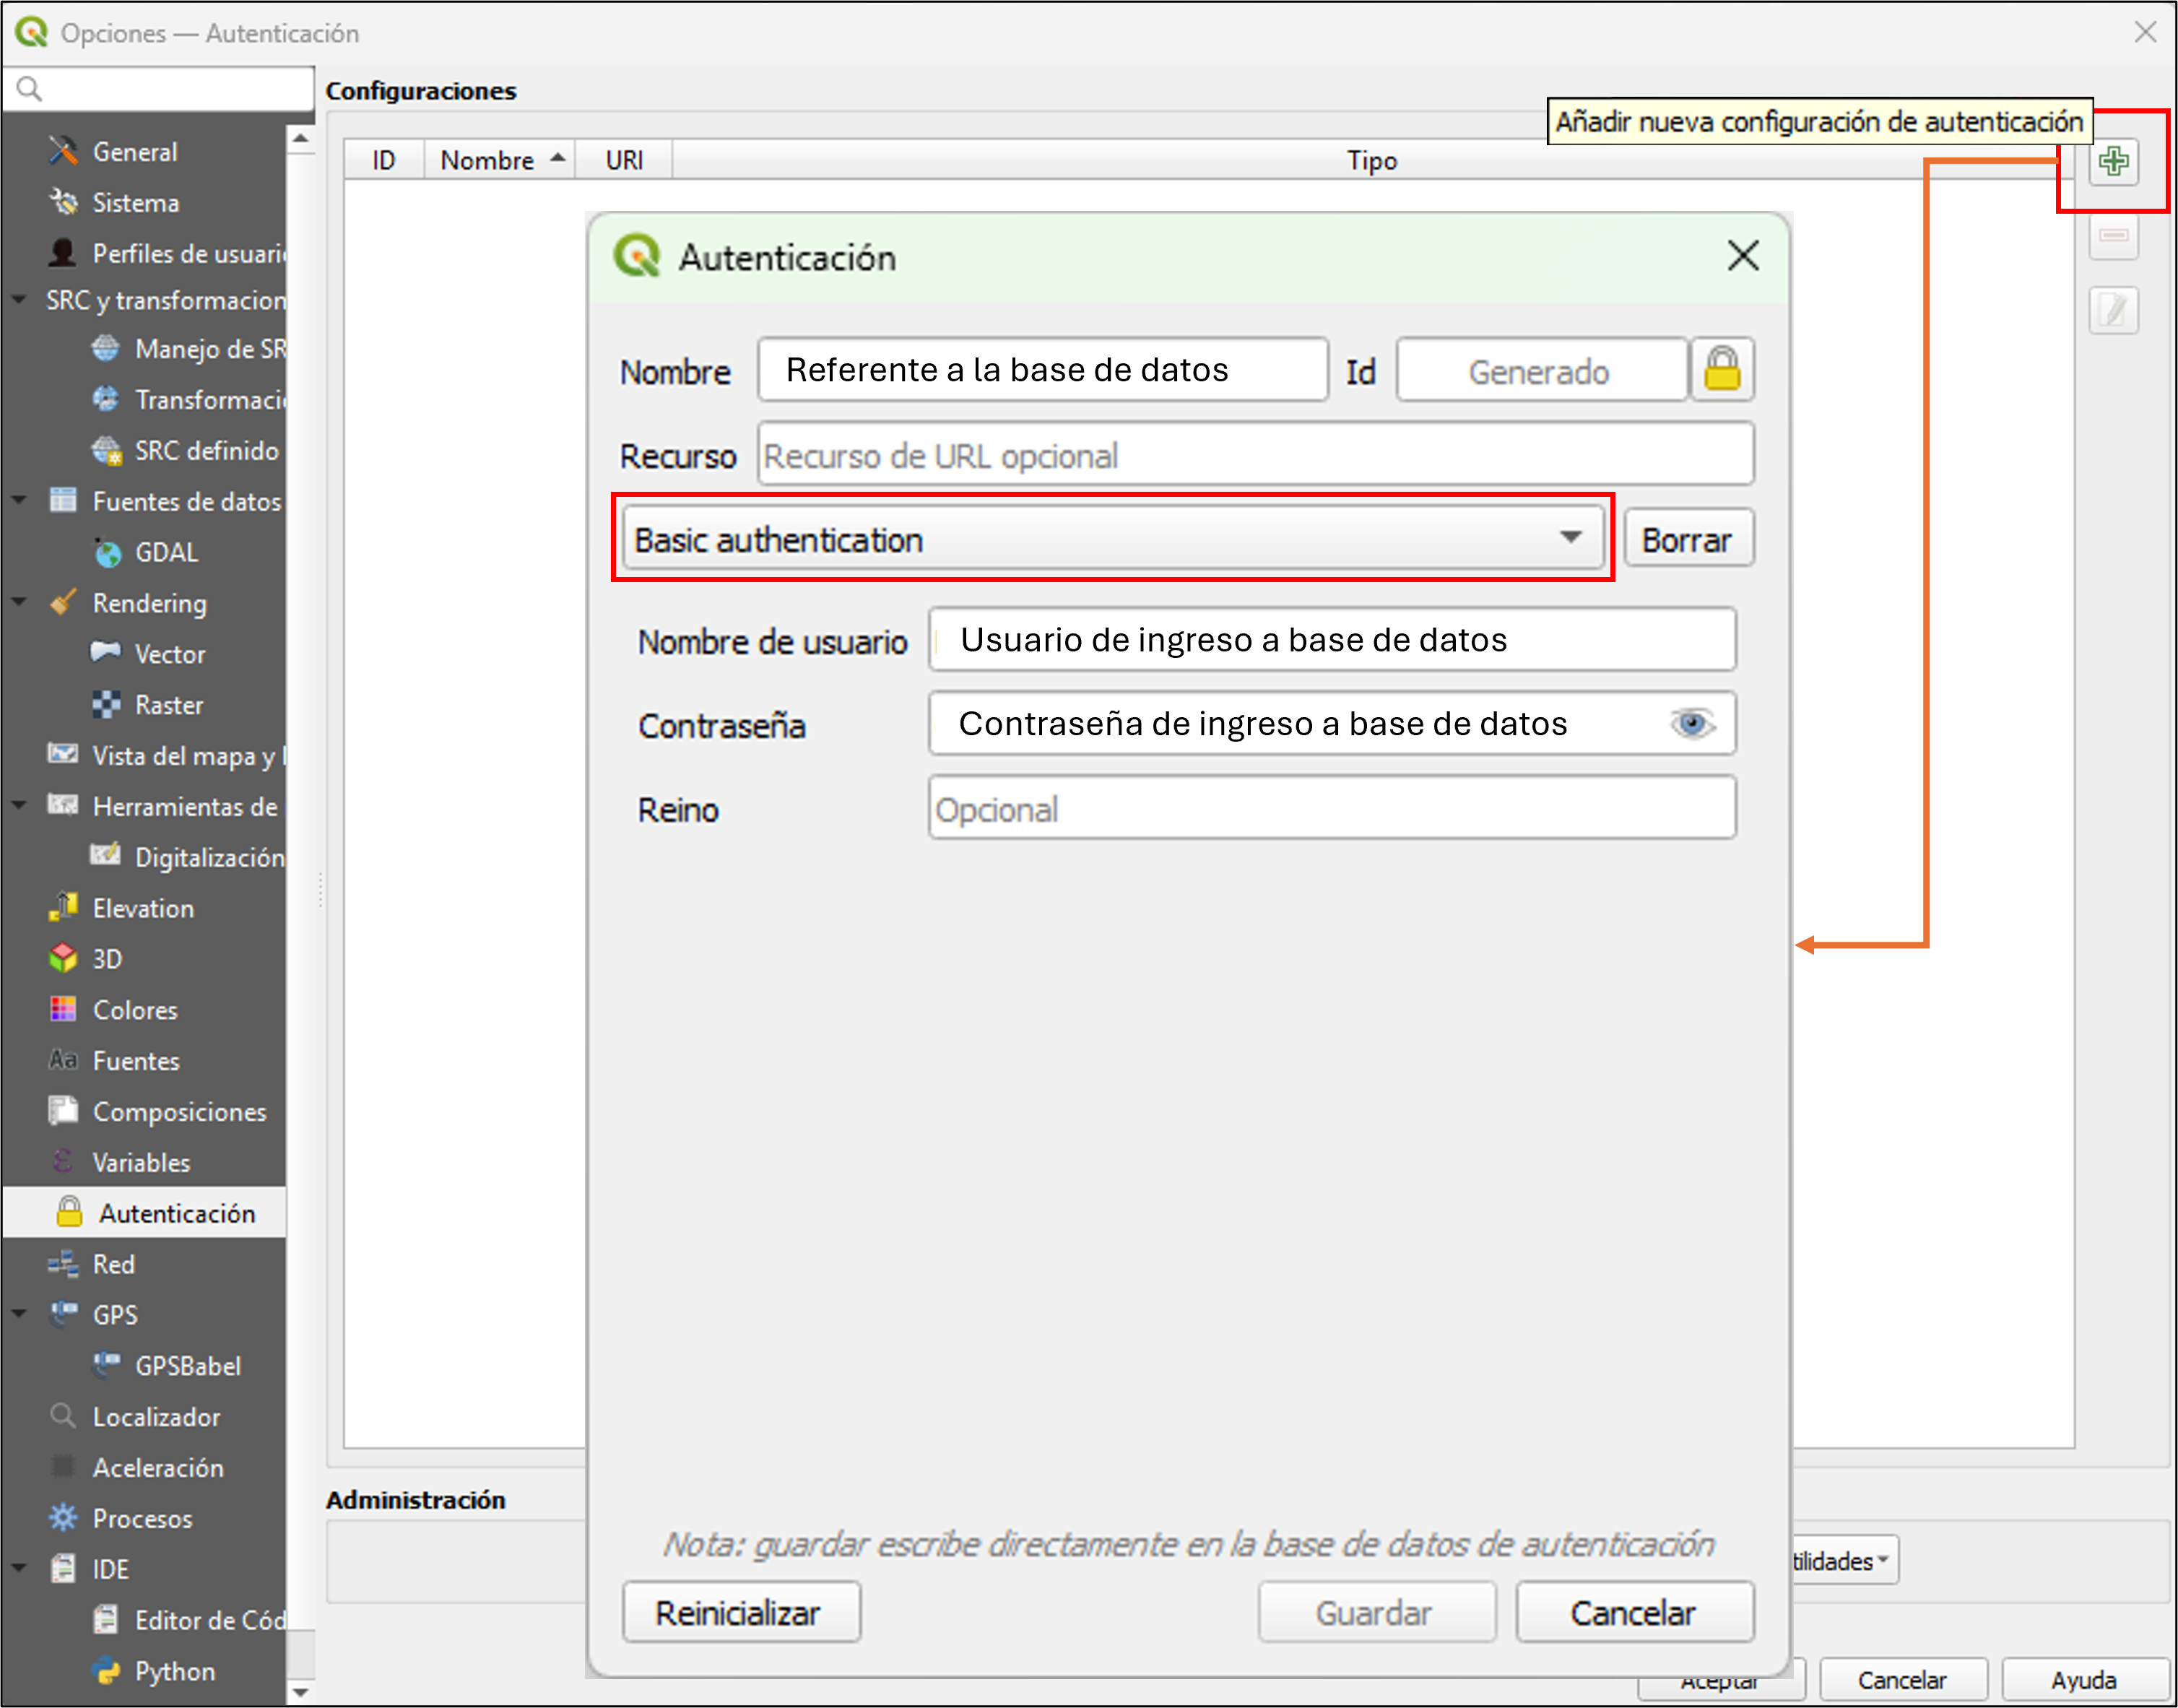 Opciones — Autenticación
General
Sistema
Perfiles de usuari
SRC y transformacion
Manejo de SR
Transformaci
SRC definido
Fuentes de datos
GDAL
Rendering
Vector
Raster
Vista del mapa y l
Herramientas de
Digitalización
Elevation
3D
Colores
Aa Fuentes
Composiciones
ε Variables
Autenticación
Red
GPS
GPSBabel
Localizador
Aceleración
Procesos
IDE
Editor de Cód
Python
Configuraciones
Añadir nueva configuración de autenticación
ID Nombre URI Tipo
Autenticación
Nombre Referente a la base de datos Id Generado
Recurso Recurso de URL opcional
Basic authentication Borrar
Nombre de usuario Usuario de ingreso a base de datos
Contraseña Contraseña de ingreso a base de datos
Reino Opcional
Nota: guardar escribe directamente en la base de datos de autenticación
Reinicializar Guardar Cancelar
Administración
tilidades
Aceptar Cancelar Ayuda